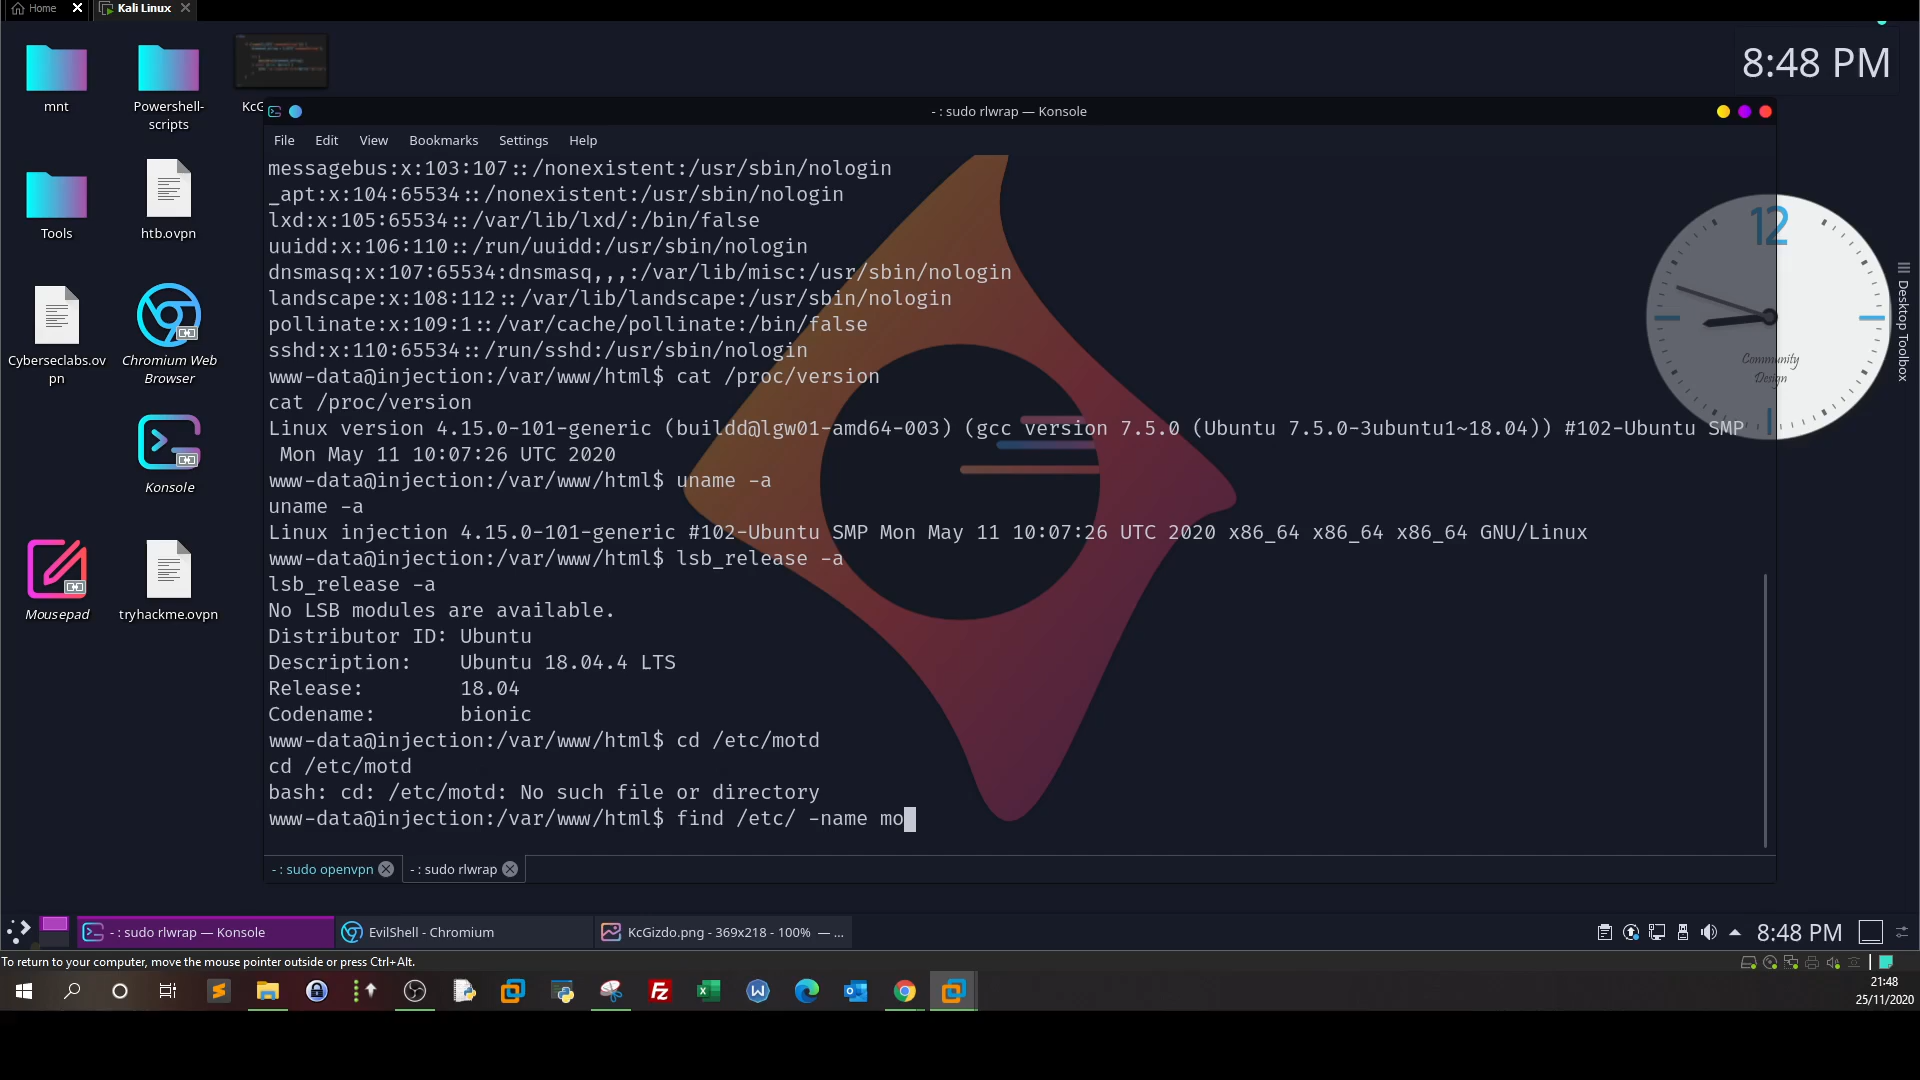 Home
Kali Linux
8:48 PM
mnt
Powershell-scripts
KcG
Tools
htb.ovpn
Cyberseclabs.ovpn
Chromium Web Browser
Konsole
Mousepad
tryhackme.ovpn
- : sudo rlwrap — Konsole
File Edit View Bookmarks Settings Help
messagebus:x:103:107::/nonexistent:/usr/sbin/nologin
_apt:x:104:65534::/nonexistent:/usr/sbin/nologin
lxd:x:105:65534::/var/lib/lxd/:/bin/false
uuidd:x:106:110::/run/uuidd:/usr/sbin/nologin
dnsmasq:x:107:65534:dnsmasq,,,:/var/lib/misc:/usr/sbin/nologin
landscape:x:108:112::/var/lib/landscape:/usr/sbin/nologin
pollinate:x:109:1::/var/cache/pollinate:/bin/false
sshd:x:110:65534::/run/sshd:/usr/sbin/nologin
www-data@injection:/var/www/html$ cat /proc/version
cat /proc/version
Linux version 4.15.0-101-generic (buildd@lgw01-amd64-003) (gcc version 7.5.0 (Ubuntu 7.5.0-3ubuntu1~18.04)) #102-Ubuntu SMP
Mon May 11 10:07:26 UTC 2020
www-data@injection:/var/www/html$ uname -a
uname -a
Linux injection 4.15.0-101-generic #102-Ubuntu SMP Mon May 11 10:07:26 UTC 2020 x86_64 x86_64 x86_64 GNU/Linux
www-data@injection:/var/www/html$ lsb_release -a
lsb_release -a
No LSB modules are available.
Distributor ID: Ubuntu
Description: Ubuntu 18.04.4 LTS
Release: 18.04
Codename: bionic
www-data@injection:/var/www/html$ cd /etc/motd
cd /etc/motd
bash: cd: /etc/motd: No such file or directory
www-data@injection:/var/www/html$ find /etc/ -name mo
- : sudo openvpn
- : sudo rlwrap
12
Community
Design
Desktop Toolbox
- : sudo rlwrap — Konsole
EvilShell - Chromium
KcGizdo.png - 369x218 - 100% — ...
8:48 PM
To return to your computer, move the mouse pointer outside or press Ctrl+Alt.
21:48
25/11/2020